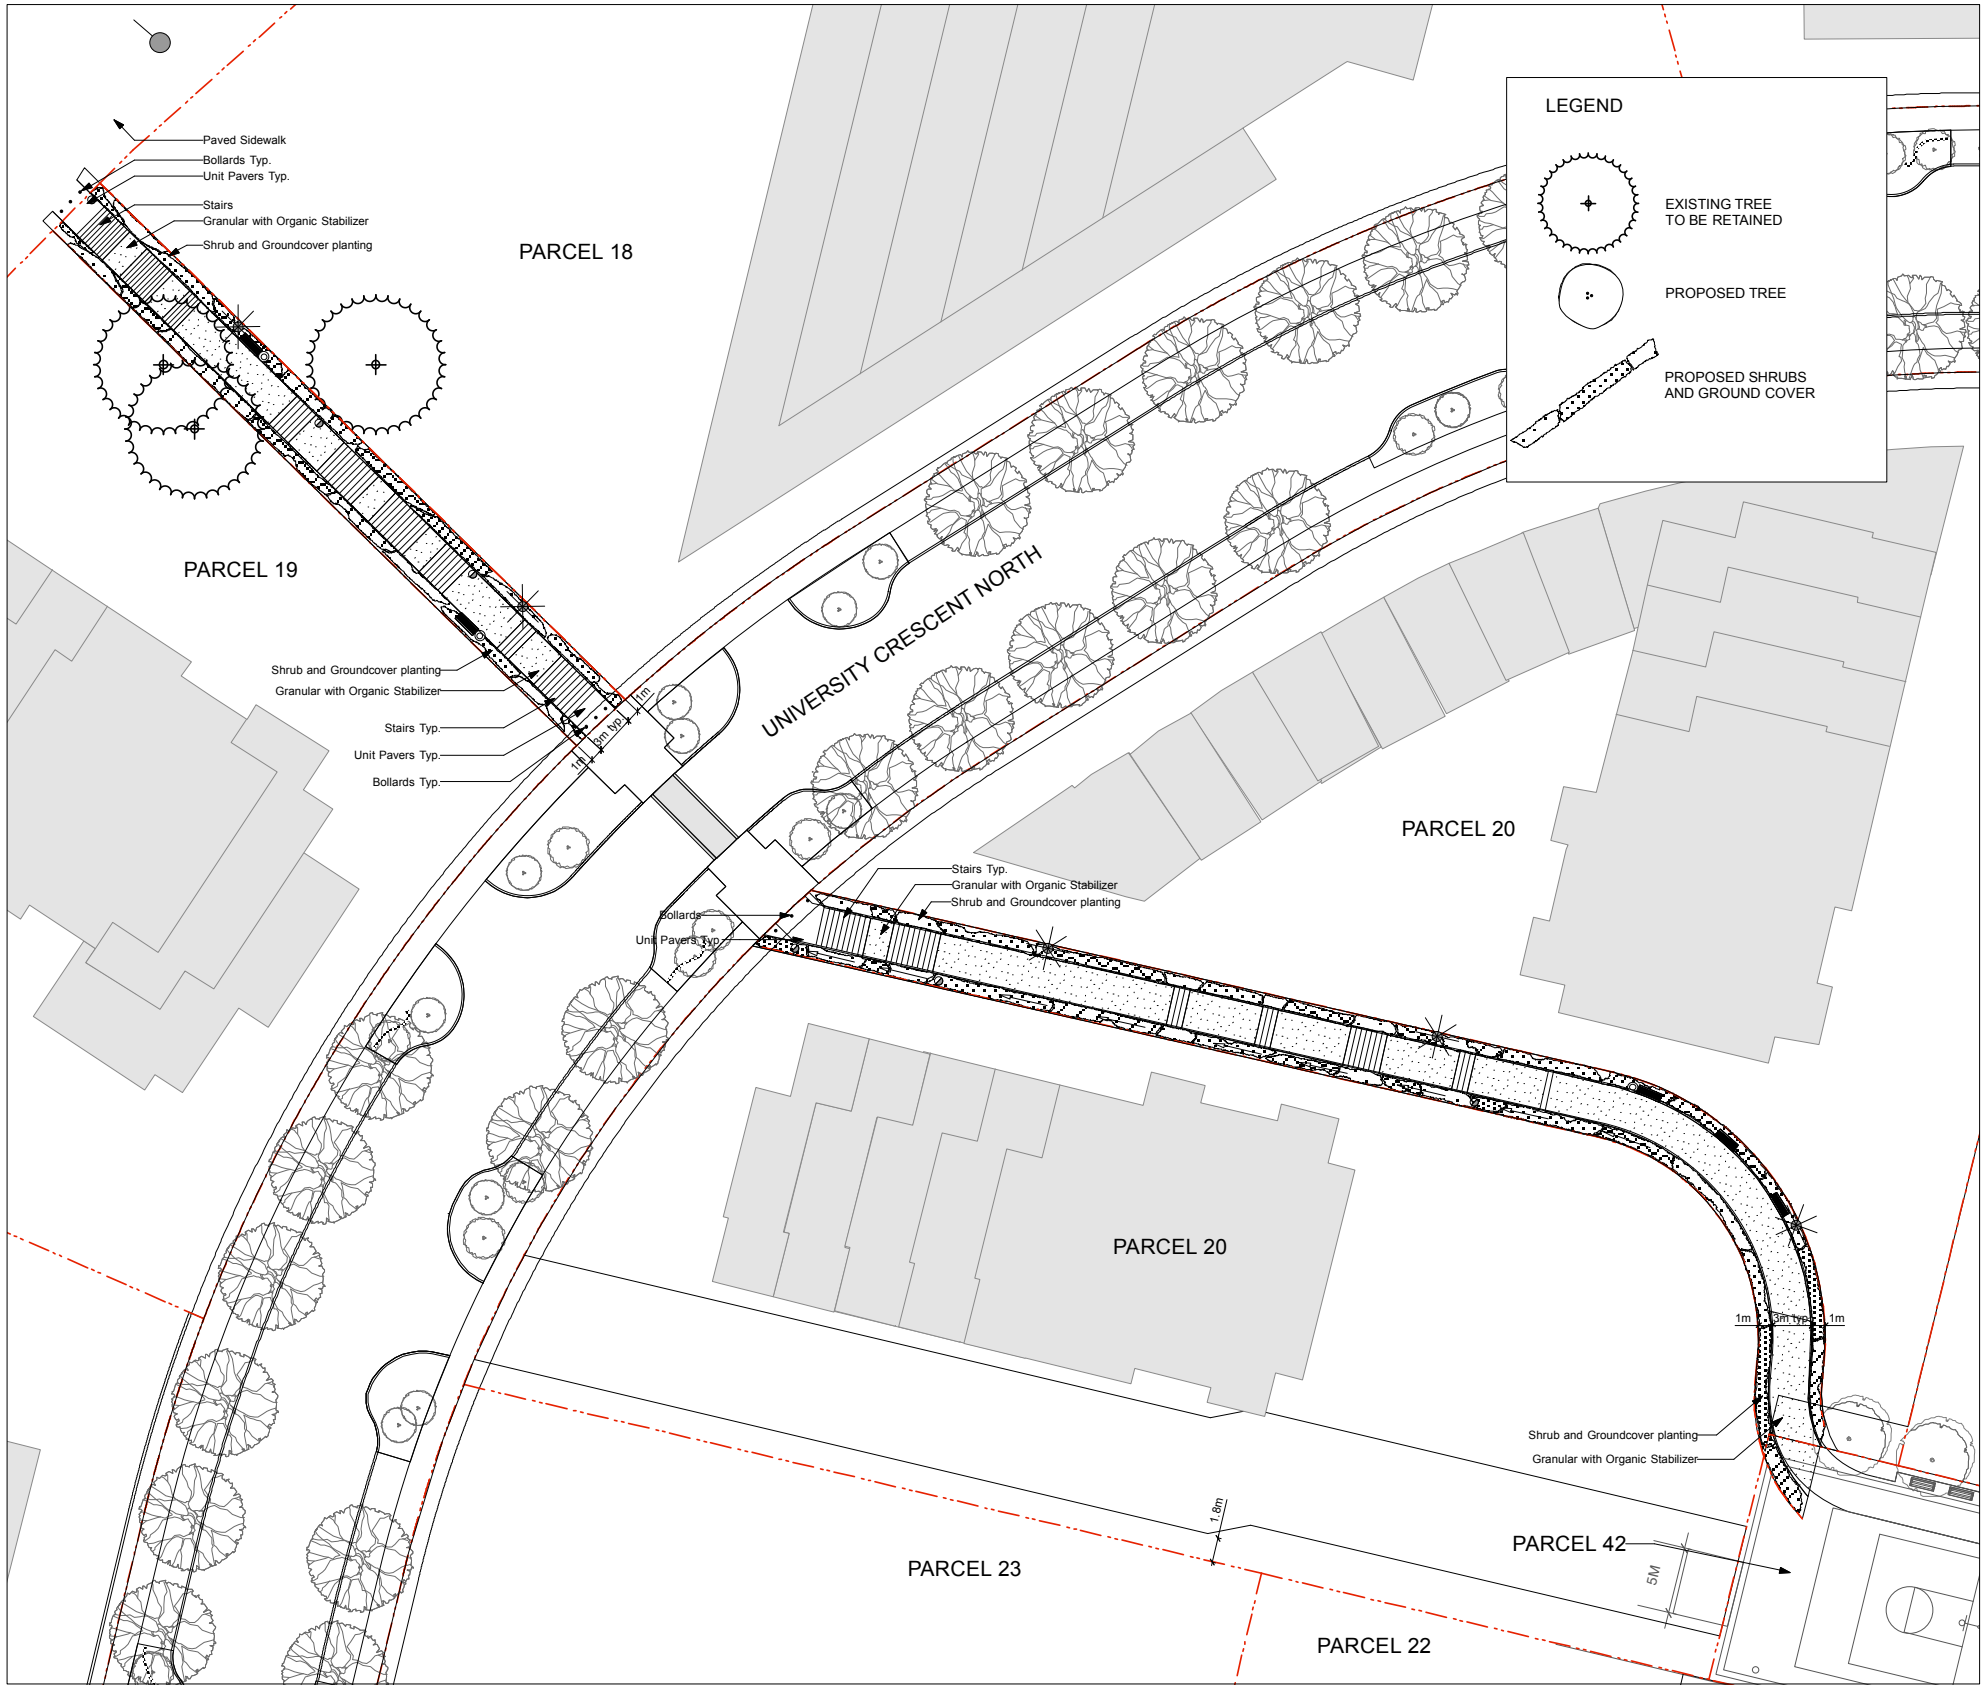 LEGEND
EXISTING TREE
TO BE RETAINED
PROPOSED TREE
PROPOSED SHRUBS
AND GROUND COVER
Paved Sidewalk
Bollards Typ.
Unit Pavers Typ.
Stairs
Granular with Organic Stabilizer
Shrub and Groundcover planting
PARCEL 18
PARCEL 19
UNIVERSITY CRESCENT NORTH
Shrub and Groundcover planting
Granular with Organic Stabilizer
Stairs Typ.
Unit Pavers Typ.
Bollards Typ.
1m
3m typ.
1m
PARCEL 20
Stairs Typ.
Granular with Organic Stabilizer
Shrub and Groundcover planting
Bollards
Unit Pavers Typ.
PARCEL 20
1m
3m typ.
1m
Shrub and Groundcover planting
Granular with Organic Stabilizer
1.8m
PARCEL 42
5M
PARCEL 23
PARCEL 22